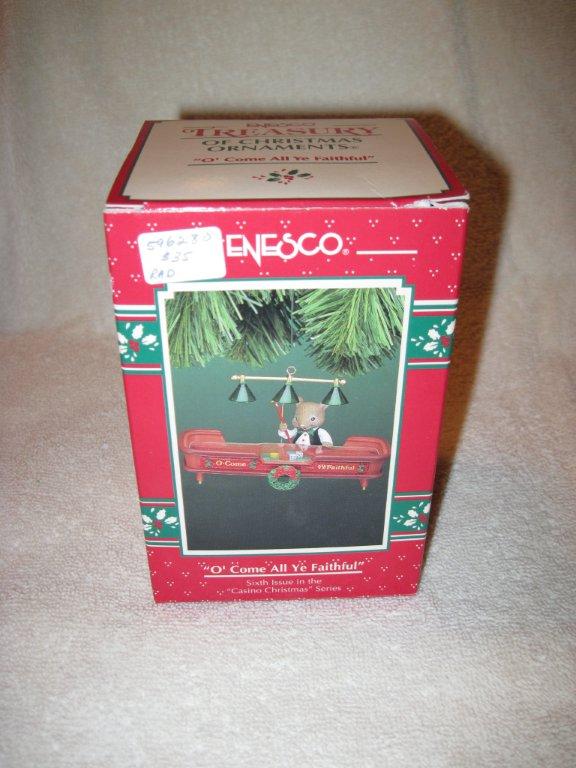 ENESCO
TREASURY
OF CHRISTMAS
ORNAMENTS®
"O' Come All Ye Faithful"
596280
$35
RAD
ENESCO®
O' Come
Faithful
"O' Come All Ye Faithful"
Sixth Issue in the
"Casino Christmas" Series